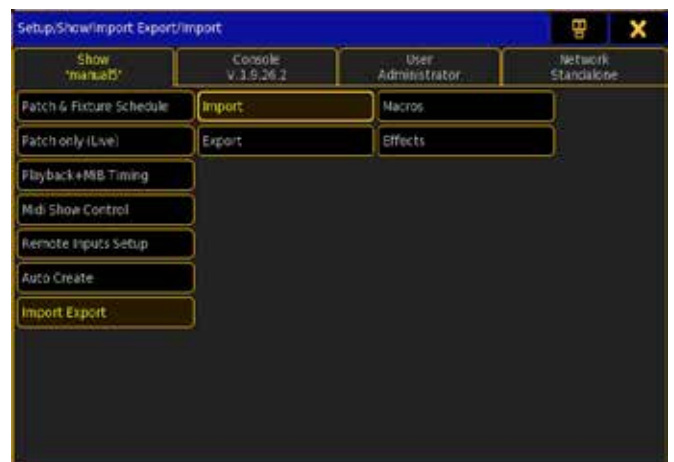 Setup/Show/Import Export/Import
Show
'manual5'
Console
v.3.9.26.2
User
Administrator
Network
Standalone
Patch & Fixture Schedule
Import
Macros
Patch only (Live)
Export
Effects
Playback+MIB Timing
Midi Show Control
Remote Inputs Setup
Auto Create
Import Export